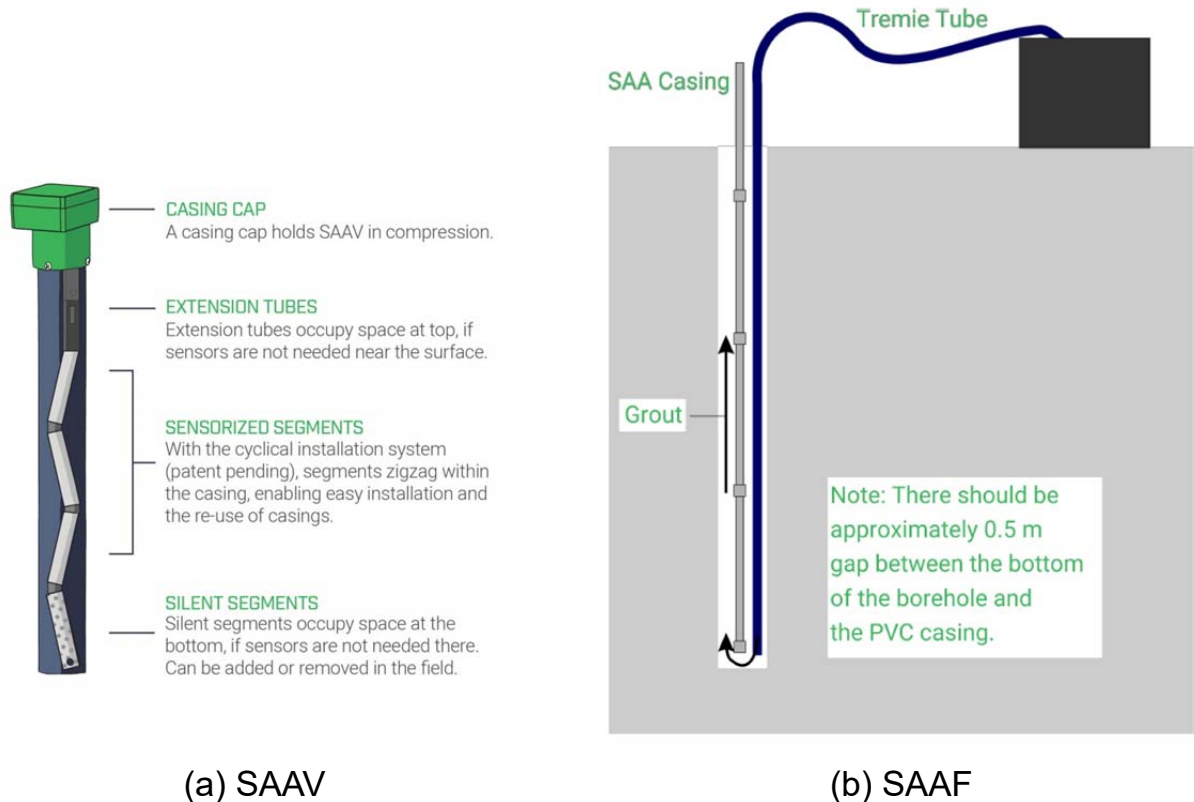 CASING CAP
A casing cap holds SAAV in compression.
EXTENSION TUBES
Extension tubes occupy space at top, if
sensors are not needed near the surface.
SENSORIZED SEGMENTS
With the cyclical installation system
(patent pending), segments zigzag within
the casing, enabling easy installation and
the re-use of casings.
SILENT SEGMENTS
Silent segments occupy space at the
bottom, if sensors are not needed there.
Can be added or removed in the field.
(a) SAAV
Tremie Tube
SAA Casing
Grout
Note: There should be
approximately 0.5 m
gap between the bottom
of the borehole and
the PVC casing.
(b) SAAF